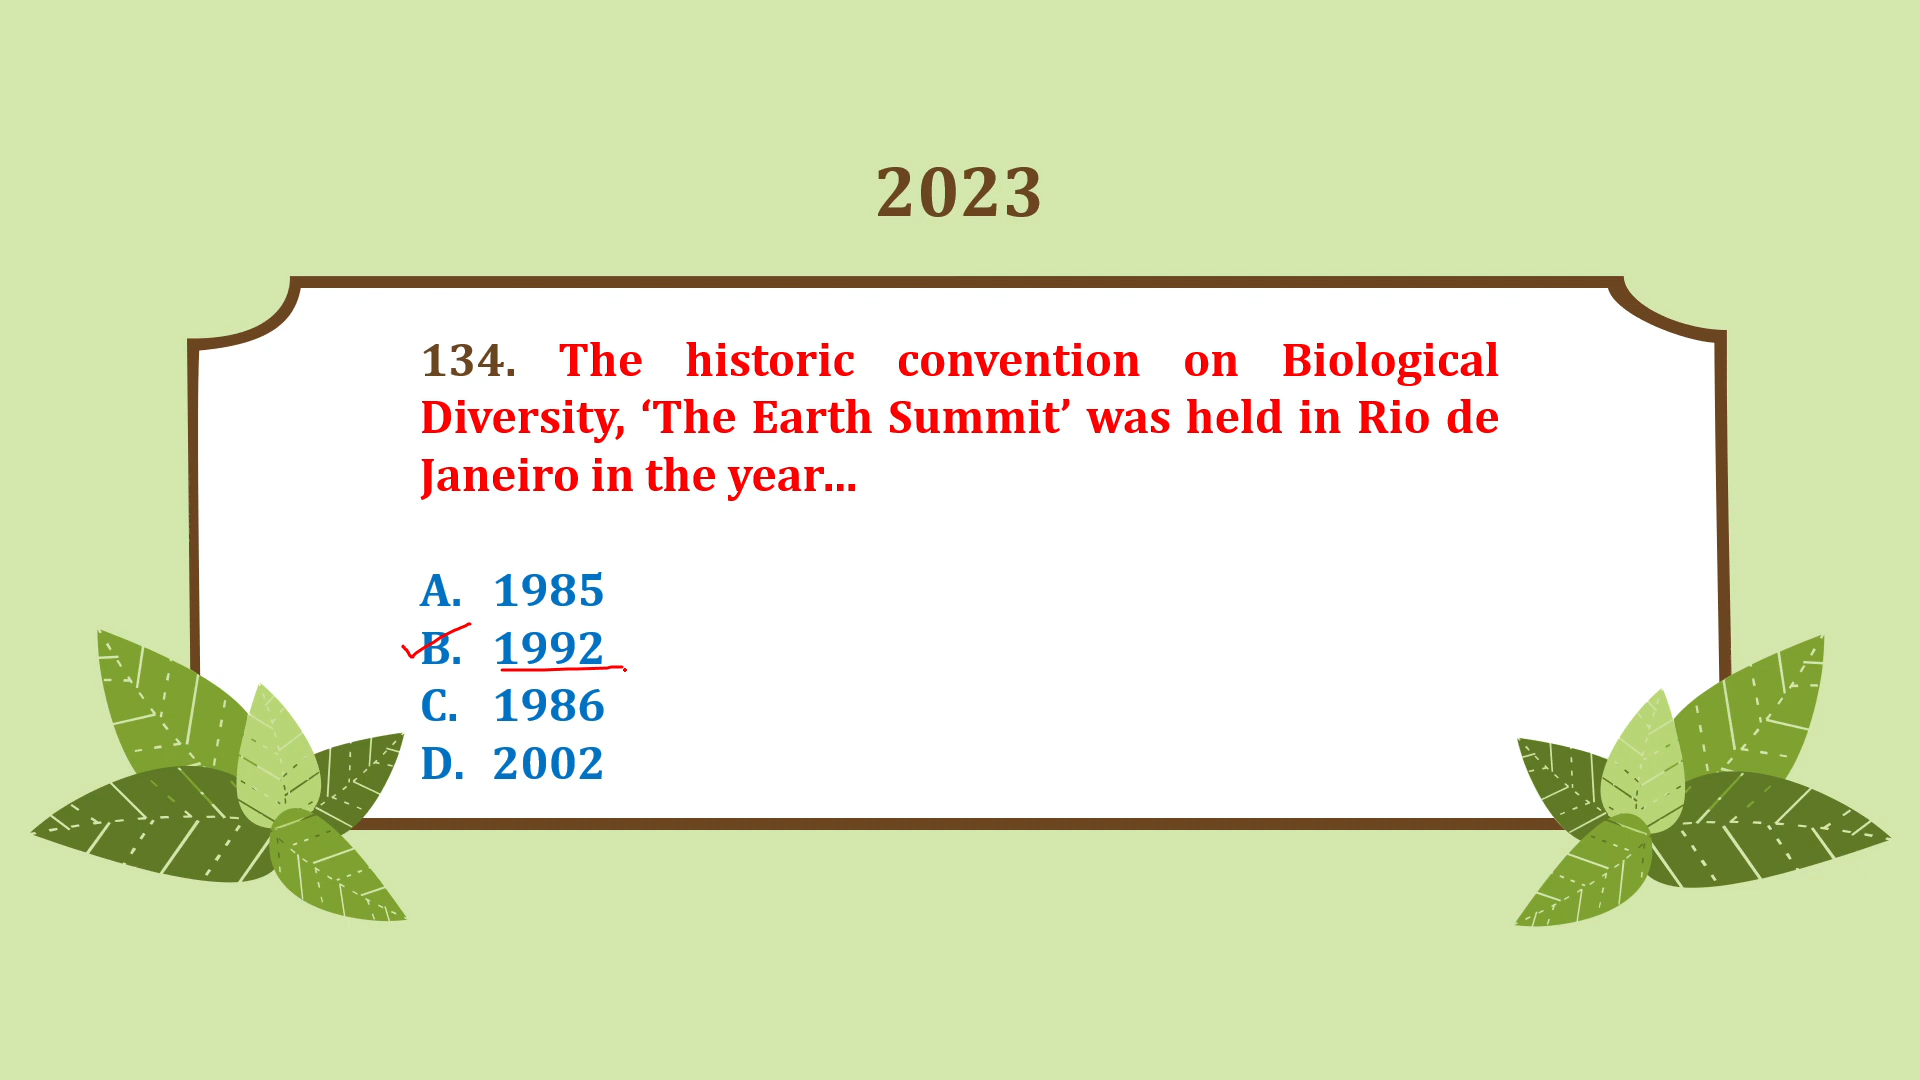 2023
134. The historic convention on Biological
Diversity, ‘The Earth Summit’ was held in Rio de
Janeiro in the year...
A. 1985
B. 1992
C. 1986
D. 2002